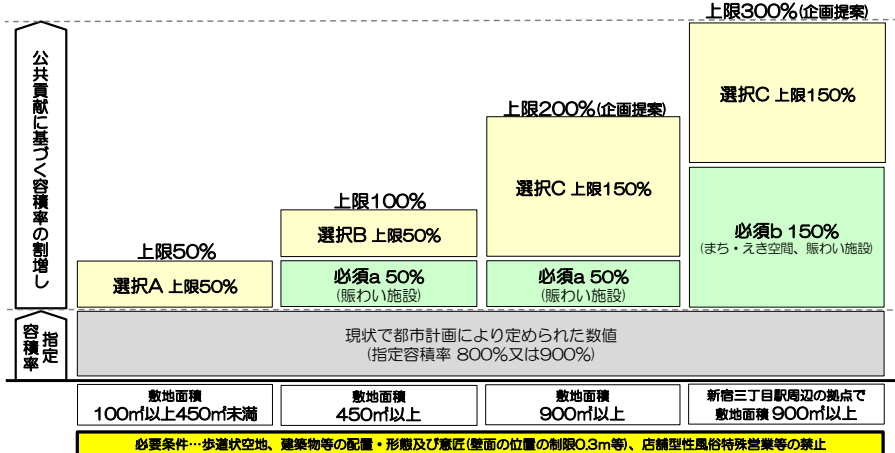 上限300%(企画提案)
選択C 上限150%
上限200%(企画提案)
選択C 上限150%
上限100%
選択B 上限50%
必須b 150%
(まち・えき空間、賑わい施設)
上限50%
選択A 上限50%
必須a 50%
(賑わい施設)
必須a 50%
(賑わい施設)
公共貢献に基づく容積率の割増し
指定
容積率
現状で都市計画により定められた数値
(指定容積率 800%又は900%)
敷地面積
100㎡以上450㎡未満
敷地面積
450㎡以上
敷地面積
900㎡以上
新宿三丁目駅周辺の拠点で
敷地面積 900㎡以上
必要条件…歩道状空地、建築物等の配置・形態及び意匠(壁面の位置の制限0.3m等)、店舗型性風俗特殊営業等の禁止